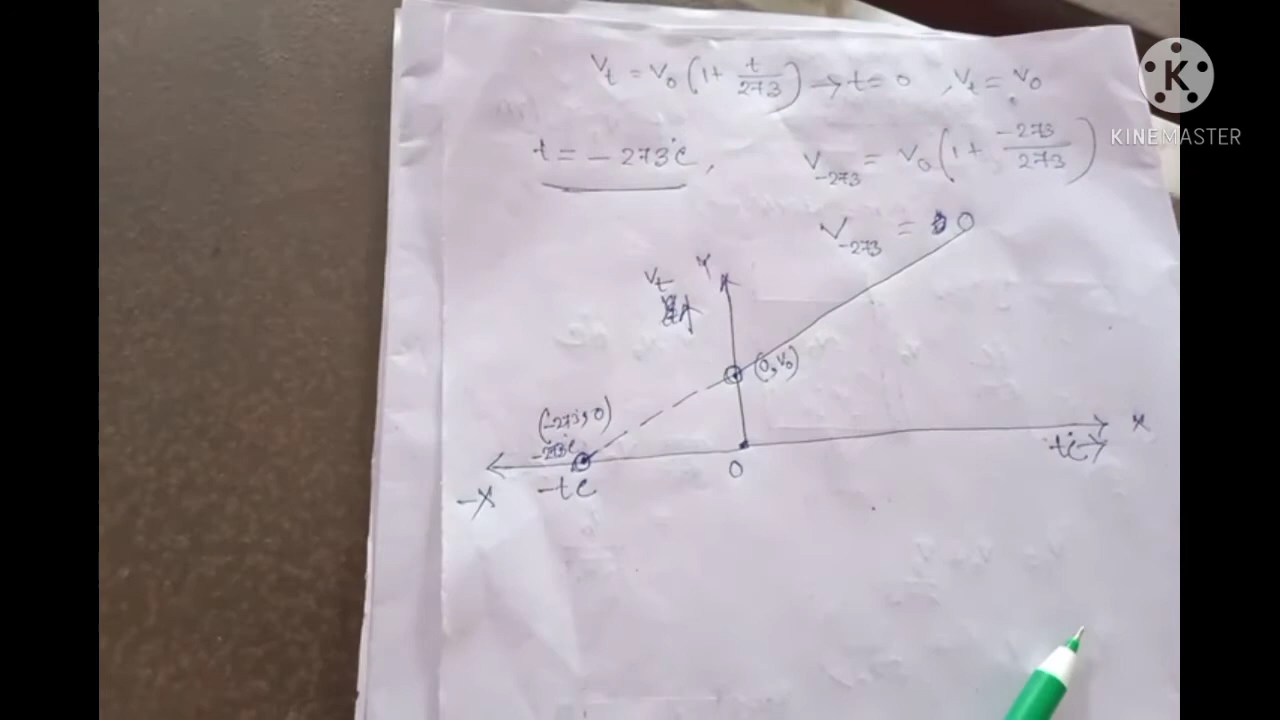 Vt = V0 (1 + t/273) → t = 0 , Vt = V0
t = -273°C , V-273 = V0 (1 + -273/273)
V-273 = 0
Vt Y
(0, V0)
(-273, 0)
-273°C
-X -t°C O t°C → X
K
KINEMASTER